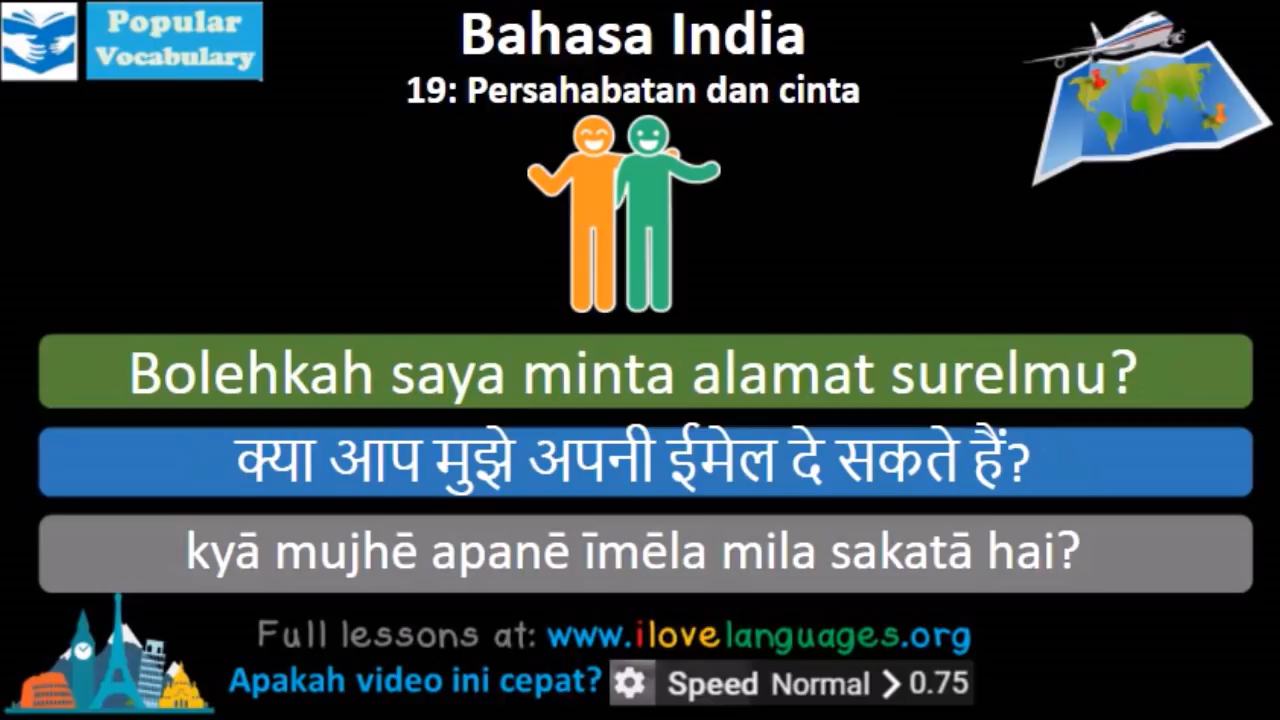 Popular
Vocabulary
Bahasa India
19: Persahabatan dan cinta
Bolehkah saya minta alamat surelmu?
क्या आप मुझे अपनी ईमेल दे सकते हैं?
kyā mujhē apanē īmēla mila sakatā hai?
Full lessons at: www.ilovelanguages.org
Apakah video ini cepat? Speed Normal > 0.75